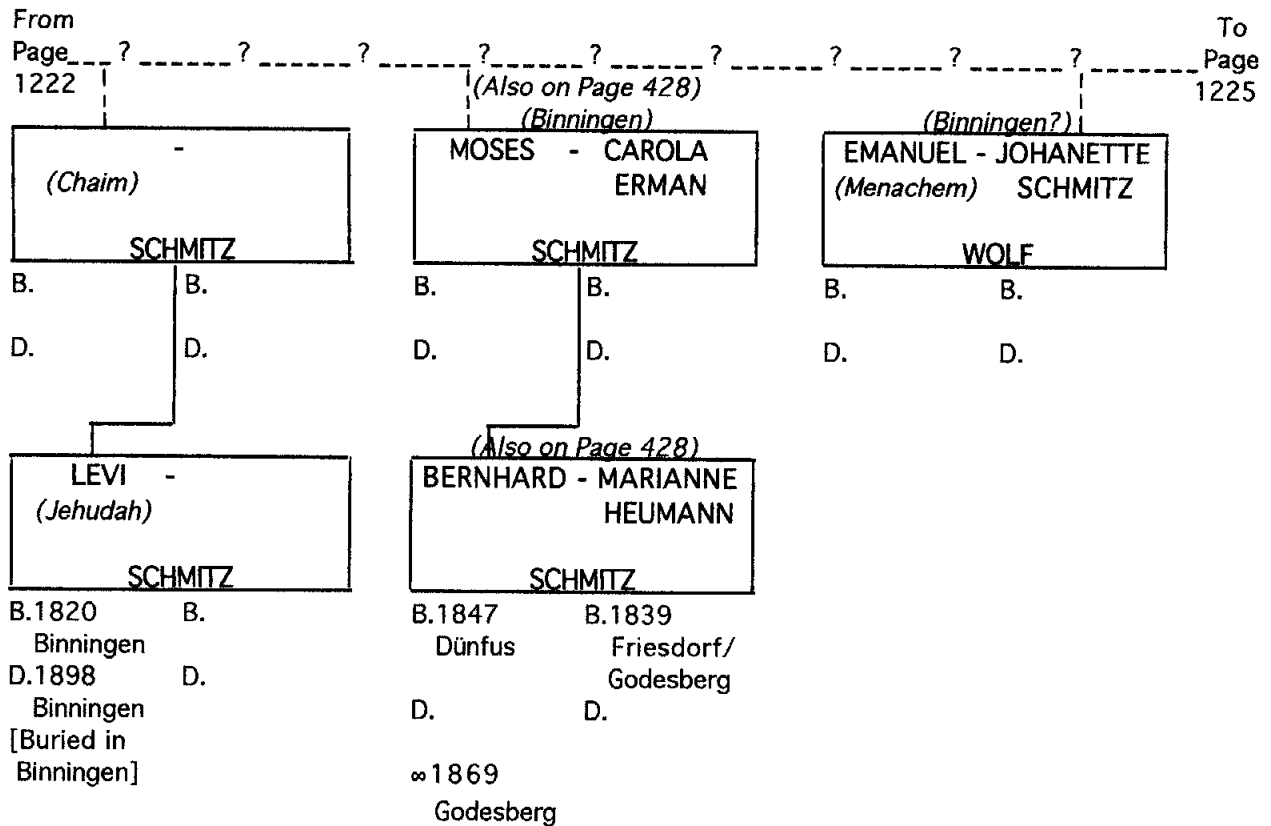 From
Page ? ? ? ? ? ? ? ? ? To
Page
1222 1225
(Also on Page 428)
(Binningen)
(Binningen?)
-
(Chaim)
SCHMITZ
B. B.
D. D.
MOSES - CAROLA
ERMAN
SCHMITZ
B. B.
D. D.
EMANUEL - JOHANETTE
(Menachem) SCHMITZ
WOLF
B. B.
D. D.
LEVI -
(Jehudah)
SCHMITZ
B.1820 B.
Binningen
D.1898 D.
Binningen
[Buried in
Binningen]
(Also on Page 428)
BERNHARD - MARIANNE
HEUMANN
SCHMITZ
B.1847 B.1839
Dünfus Friesdorf/
Godesberg
D. D.
∞1869
Godesberg